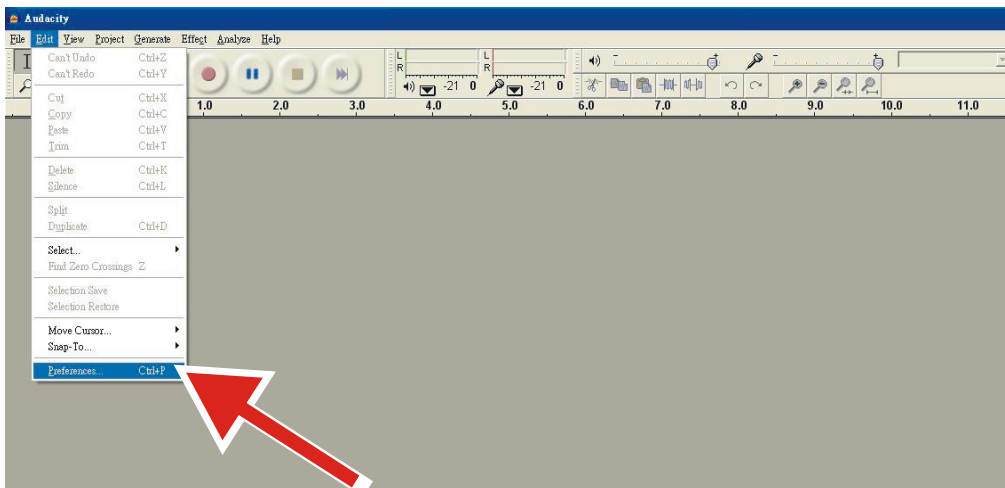 Audacity
File Edit View Project Generate Effect Analyze Help
Can't Undo Ctrl+Z
Can't Redo Ctrl+Y
Cut Ctrl+X
Copy Ctrl+C
Paste Ctrl+V
Trim Ctrl+T
Delete Ctrl+K
Silence Ctrl+L
Split
Duplicate Ctrl+D
Select...
Find Zero Crossings Z
Selection Save
Selection Restore
Move Cursor...
Snap-To...
Preferences... Ctrl+P
L
R
-21 0
L
R
-21 0
1.0 2.0 3.0 4.0 5.0 6.0 7.0 8.0 9.0 10.0 11.0